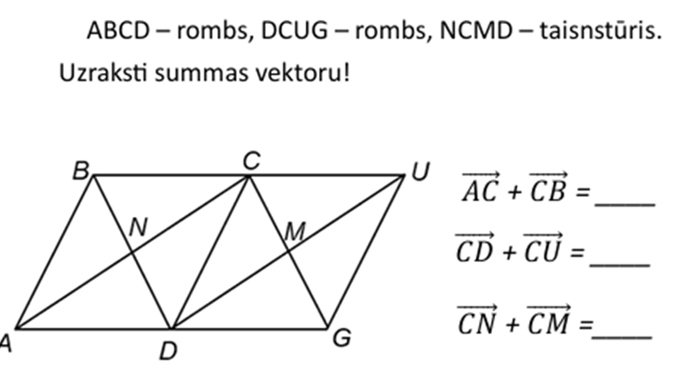 ABCD – rombs, DCUG – rombs, NCMD – taisnstūris.
Uzraksti summas vektoru!
B
C
U
N
M
A
D
G
AC + CB = ____
CD + CU = ____
CN + CM = ____